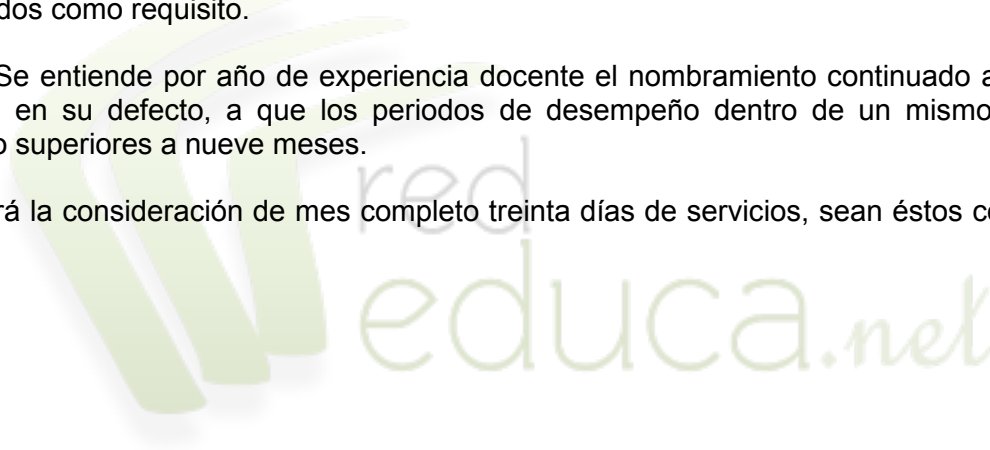 dos como requisito.
Se entiende por año de experiencia docente el nombramiento continuado a
en su defecto, a que los periodos de desempeño dentro de un mismo
o superiores a nueve meses.
rá la consideración de mes completo treinta días de servicios, sean éstos co
red
educa.net